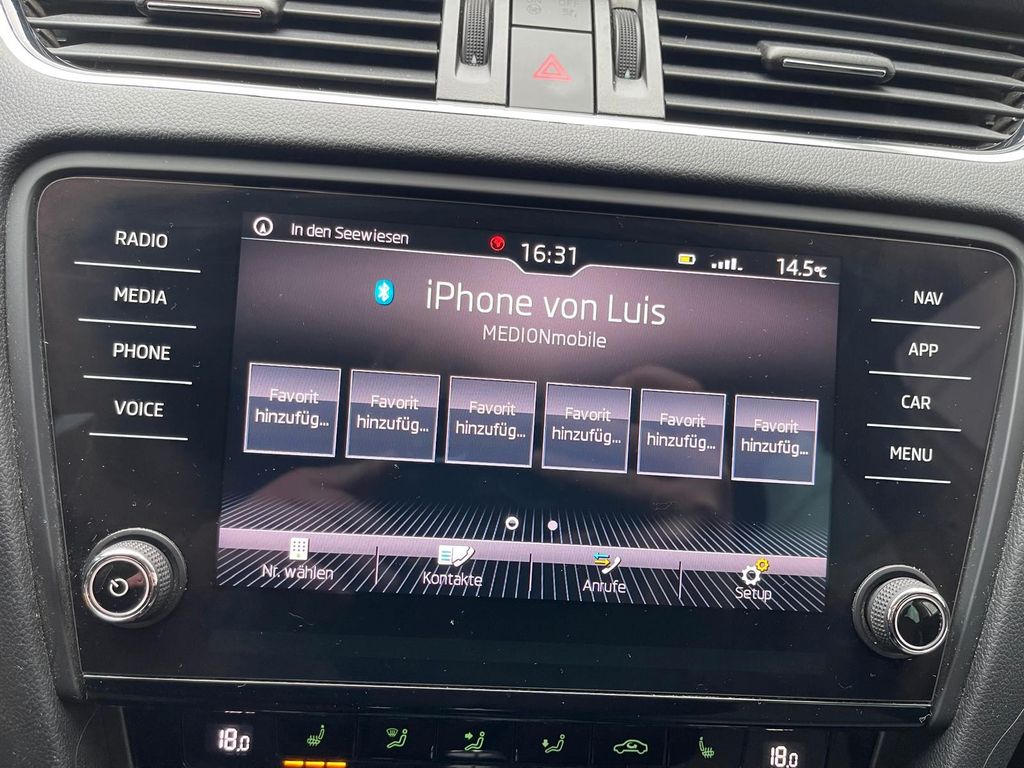 In den Seewiesen
16:31
14.5°C
iPhone von Luis
MEDIONmobile
RADIO
MEDIA
PHONE
VOICE
Favorit
hinzufüg...
Favorit
hinzufüg...
Favorit
hinzufüg...
Favorit
hinzufüg...
Favorit
hinzufüg...
Favorit
hinzufüg...
NAV
APP
CAR
MENU
Nr. wählen
Kontakte
Anrufe
Setup
18.0
18.0